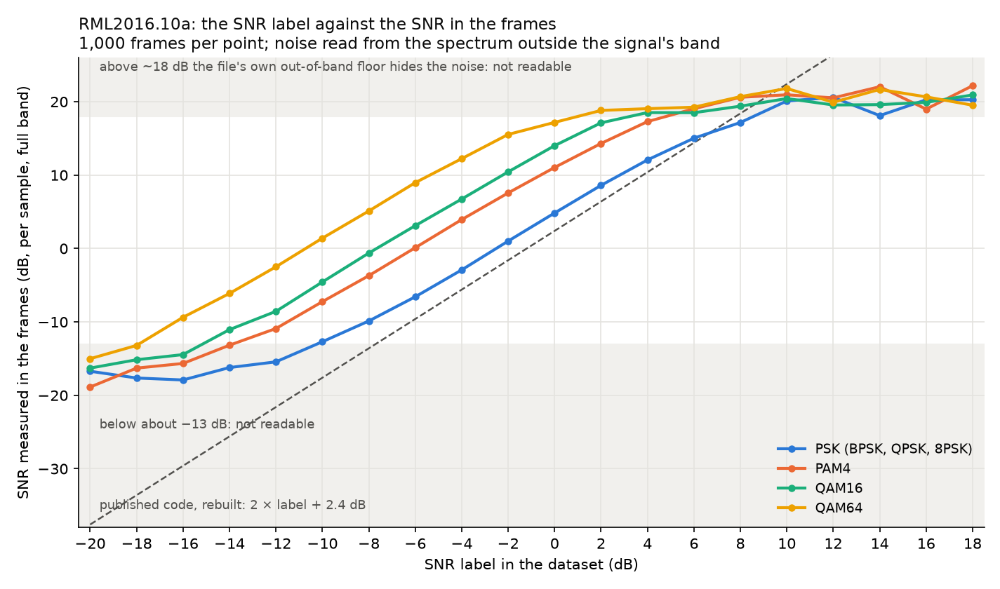 RML2016.10a: the SNR label against the SNR in the frames
1,000 frames per point; noise read from the spectrum outside the signal's band
above ~18 dB the file's own out-of-band floor hides the noise: not readable
SNR measured in the frames (dB, per sample, full band)
20
10
0
−10
−20
−30
below about −13 dB: not readable
published code, rebuilt: 2 × label + 2.4 dB
PSK (BPSK, QPSK, 8PSK)
PAM4
QAM16
QAM64
−20 −18 −16 −14 −12 −10 −8 −6 −4 −2 0 2 4 6 8 10 12 14 16 18
SNR label in the dataset (dB)